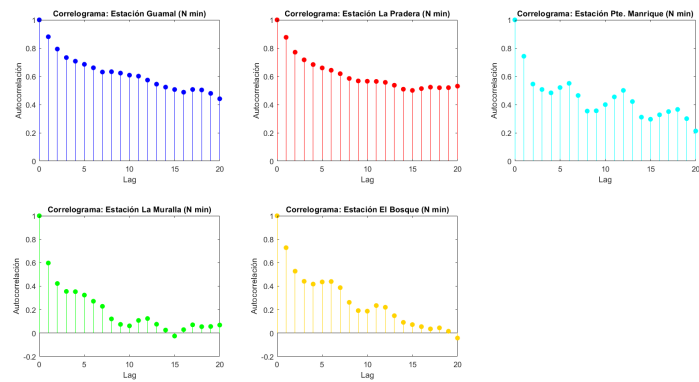 Correlograma: Estación Guamal (N min)
Autocorrelación
1
0.8
0.6
0.4
0.2
0
0 5 10 15 20
Lag
Correlograma: Estación La Pradera (N min)
Autocorrelación
1
0.8
0.6
0.4
0.2
0
0 5 10 15 20
Lag
Correlograma: Estación Pte. Manrique (N min)
Autocorrelación
1
0.8
0.6
0.4
0.2
0
0 5 10 15 20
Lag
Correlograma: Estación La Muralla (N min)
Autocorrelación
1
0.8
0.6
0.4
0.2
0
-0.2
0 5 10 15 20
Lag
Correlograma: Estación El Bosque (N min)
Autocorrelación
1
0.8
0.6
0.4
0.2
0
-0.2
0 5 10 15 20
Lag